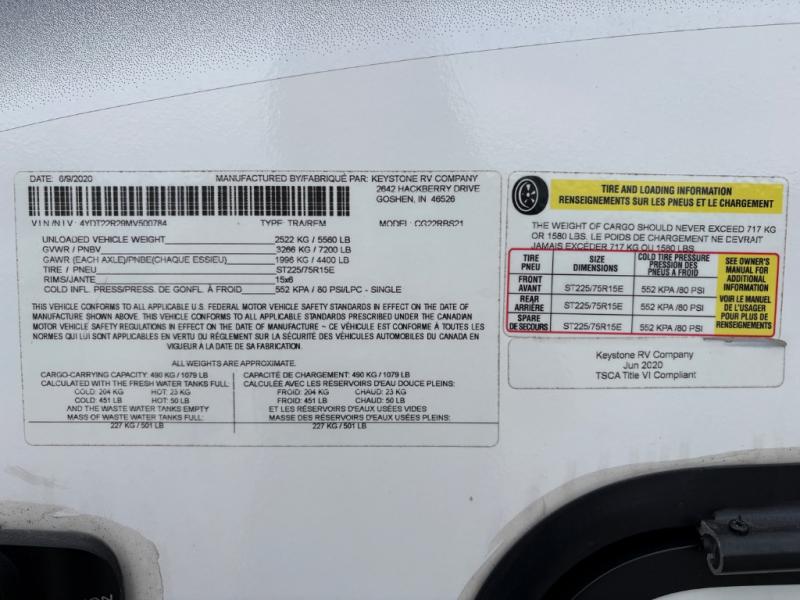 DATE: 6/9/2020 MANUFACTURED BY/FABRIQUÉ PAR: KEYSTONE RV COMPANY
2642 HACKBERRY DRIVE
GOSHEN, IN 46526
VIN /NIV: 4YDT22R29MV500784 TYPE: TRA/REM MODEL: CG22RBS21
UNLOADED VEHICLE WEIGHT 2522 KG / 5560 LB
GVWR / PNBV 3266 KG / 7200 LB
GAWR (EACH AXLE)/PNBE(CHAQUE ESSIEU) 1996 KG / 4400 LB
TIRE / PNEU ST225/75R15E
RIMS/JANTE 15x6
COLD INFL. PRESS/PRESS. DE GONFL. À FROID 552 KPA / 80 PSI/LPC - SINGLE
THIS VEHICLE CONFORMS TO ALL APPLICABLE U.S. FEDERAL MOTOR VEHICLE SAFETY STANDARDS IN EFFECT ON THE DATE OF
MANUFACTURE SHOWN ABOVE. THIS VEHICLE CONFORMS TO ALL APPLICABLE STANDARDS PRESCRIBED UNDER THE CANADIAN
MOTOR VEHICLE SAFETY REGULATIONS IN EFFECT ON THE DATE OF MANUFACTURE ~ CE VÉHICULE EST CONFORME À TOUTES LES
NORMES QUI LUI SONT APPLICABLES EN VERTU DU RÉGLEMENT SUR LA SÉCURITÉ DES VÉHICULES AUTOMOBILES DU CANADA EN
VIGUEUR À LA DATE DE SA FABRICATION.
ALL WEIGHTS ARE APPROXIMATE.
CARGO-CARRYING CAPACITY: 490 KG / 1079 LB
CALCULATED WITH THE FRESH WATER TANKS FULL
COLD: 204 KG HOT: 23 KG
COLD: 451 LB HOT: 50 LB
AND THE WASTE WATER TANKS EMPTY
MASS OF WASTE WATER TANKS FULL:
227 KG / 501 LB
CAPACITÉ DE CHARGEMENT: 490 KG / 1079 LB
CALCULÉE AVEC LES RÉSERVOIRS D'EAU DOUCE PLEINS:
FROID: 204 KG CHAUD: 23 KG
FROID: 451 LB CHAUD: 50 LB
ET LES RÉSERVOIRS D'EAUX USÉES VIDES
MASSE DES RÉSERVOIRS D'EAUX USÉES PLEINS:
227 KG / 501 LB
TIRE AND LOADING INFORMATION
RENSEIGNEMENTS SUR LES PNEUS ET LE CHARGEMENT
THE WEIGHT OF CARGO SHOULD NEVER EXCEED 717 KG
OR 1580 LBS. LE POIDS DE CHARGEMENT NE DEVRAIT
JAMAIS EXCÉDER 717 KG OU 1580 LBS.
TIRE
PNEU
SIZE
DIMENSIONS
COLD TIRE PRESSURE
PRESSION DES
PNEUS À FROID
FRONT
AVANT
ST225/75R15E
552 KPA /80 PSI
REAR
ARRIÈRE
ST225/75R15E
552 KPA /80 PSI
SPARE
DE SECOURS
ST225/75R15E
552 KPA /80 PSI
SEE OWNER'S
MANUAL FOR
ADDITIONAL
INFORMATION
VOIR LE MANUEL
DE L'USAGER
POUR PLUS DE
RENSEIGNEMENTS
Keystone RV Company
Jun 2020
TSCA Title VI Compliant